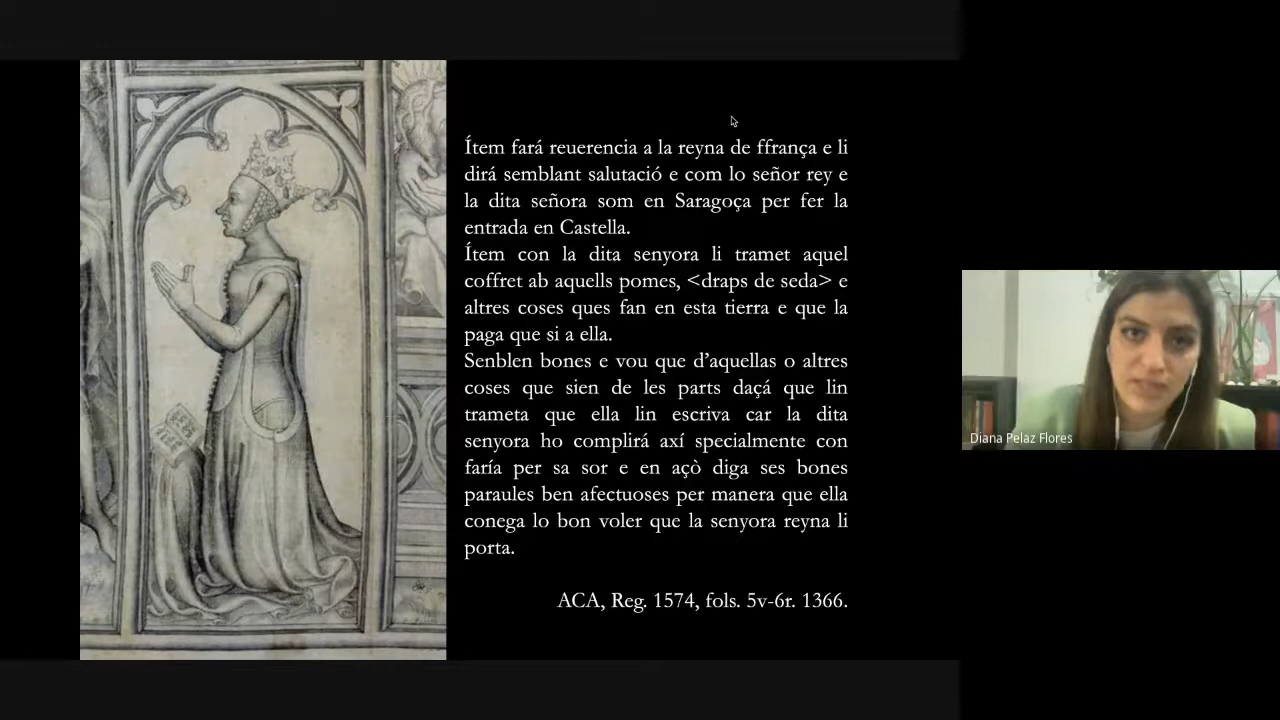 Ítem fará reuerencia a la reyna de ffrança e li
dirá semblant salutació e com lo señor rey e
la dita señora som en Saragoça per fer la
entrada en Castella.
Ítem con la dita senyora li tramet aquel
coffret ab aquells pomes, <draps de seda> e
altres coses ques fan en esta tierra e que la
paga que si a ella.
Senblen bones e vou que d’aquellas o altres
coses que sien de les parts daçá que lin
trameta que ella lin escriva car la dita
senyora ho complirá axí specialment con
faría per sa sor e en açò diga ses bones
paraules ben afectuoses per manera que ella
conega lo bon voler que la senyora reyna li
porta.
ACA, Reg. 1574, fols. 5v-6r. 1366.
Diana Pelaz Flores